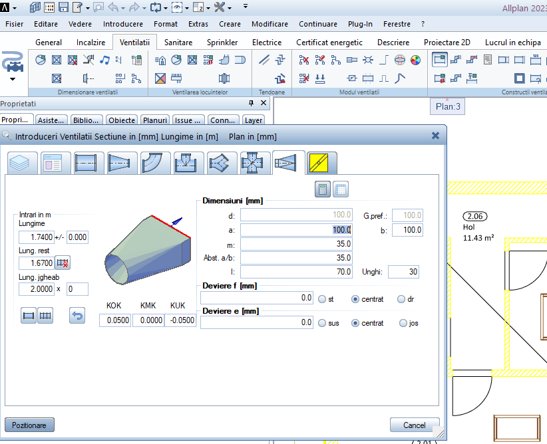 Allplan 202
Fisier Editare Vedere Introducere Format Extras Creare Modificare Continuare Plug-In Ferestre ?
General Incalzire Ventilatii Sanitare Sprinkler Electrice Certificat energetic Descriere Proiectare 2D Lucrul in echipa
Dimensionare ventilatii Ventilarea locuintelor Tendoane Modul ventilatii Constructii ventil
Proprietati
Plan:3
Propri... Asiste... Biblio... Obiecte Planuri Issue ... Conn... Layer
Introduceri Ventilatii Sectiune in [mm] Lungime in [m] Plan in [mm]
Intrari in m
Lungime
1.7400 +/- 0.000
Lung. rest
1.6700
Lung. jgheab
2.0000 x 0
KOK KMK KUK
0.0500 0.0000 -0.0500
Dimensiuni [mm]
d: 100.0 G.pref.: 100.0
a: 100.0 b: 100.0
m: 35.0
Abst. a/b: 35.0
l: 70.0 Unghi: 30
Deviere f [mm]
0.0 st centrat dr
Deviere e [mm]
0.0 sus centrat jos
Pozitionare Cancel
2.06
Hol
11.43 m²